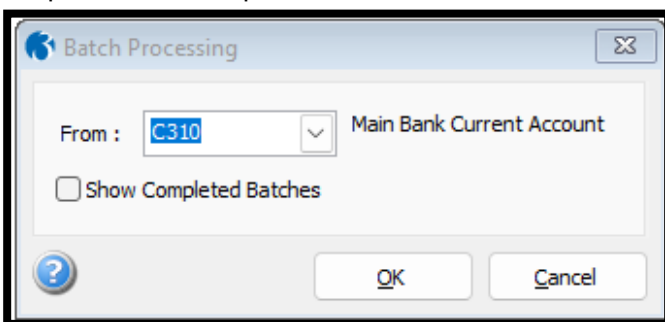 Batch Processing
From : C310 Main Bank Current Account
Show Completed Batches
OK Cancel